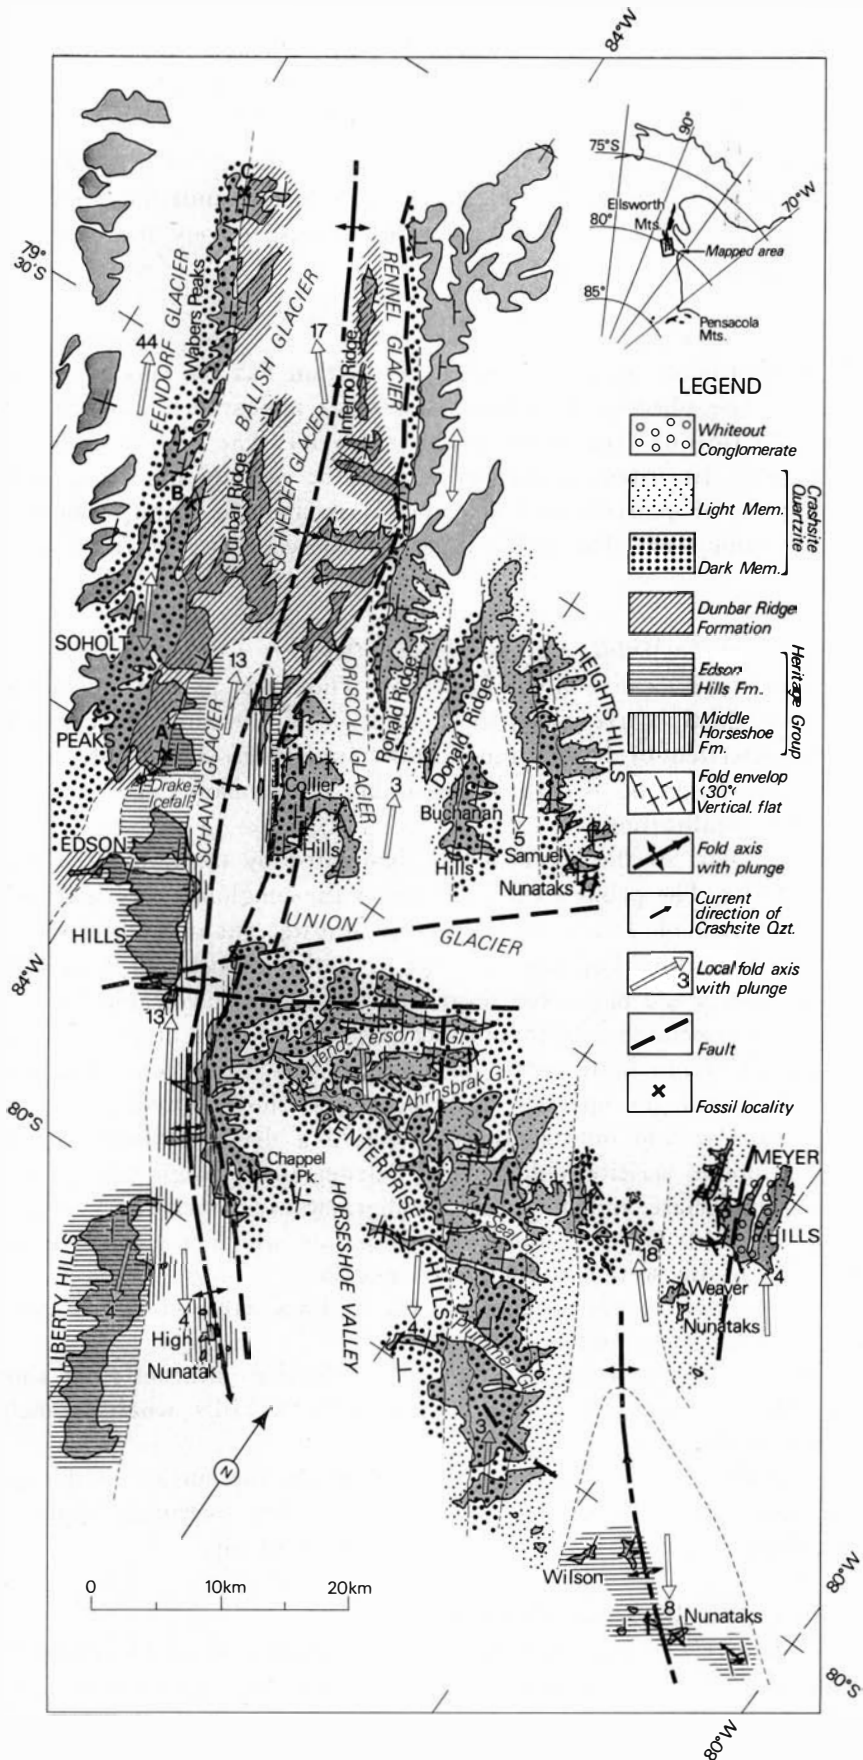 84°W
75°S
90°
70°W
Ellsworth
Mts.
80°
Mapped area
85°
Pensacola
Mts.
79°
30'S
C
FENDORF GLACIER
Wabers Peaks
BALISH GLACIER
44
17
Inferno Ridge
RENNEL GLACIER
B
Dunbar Ridge
SCHNEIDER GLACIER
LEGEND
Whiteout
Conglomerate
Light Mem.
Dark Mem.
Crashsite
Quartzite
Dunbar Ridge
Formation
Edson
Hills Fm.
Middle
Horseshoe
Fm.
Heritage Group
Fold envelop
<30°<
Vertical. flat
Fold axis
with plunge
Current
direction of
Crashsite Qzt.
3
Local fold axis
with plunge
Fault
Fossil locality
SOHOLT
PEAKS
13
A
Drake
Icefall
SCHANZ GLACIER
DRISCOLL GLACIER
Ronald Ridge
Donald Ridge
HEIGHTS HILLS
Collier
Hills
3
Buchanan
Hills
5
Samuel
Nunataks
EDSON
HILLS
UNION
GLACIER
84°W
13
Henderson Gl.
Ahrnsbrak Gl.
80°S
ENTERPRISE
HILLS
Chappel
Pk.
HORSESHOE VALLEY
Seal Gl.
MEYER
HILLS
18
4
Weaver
Nunataks
LIBERTY HILLS
4
4
High
Nunatak
4
Plummer Gl.
3
N
0
10km
20km
Wilson
8
Nunataks
80°W
80°S
80°W